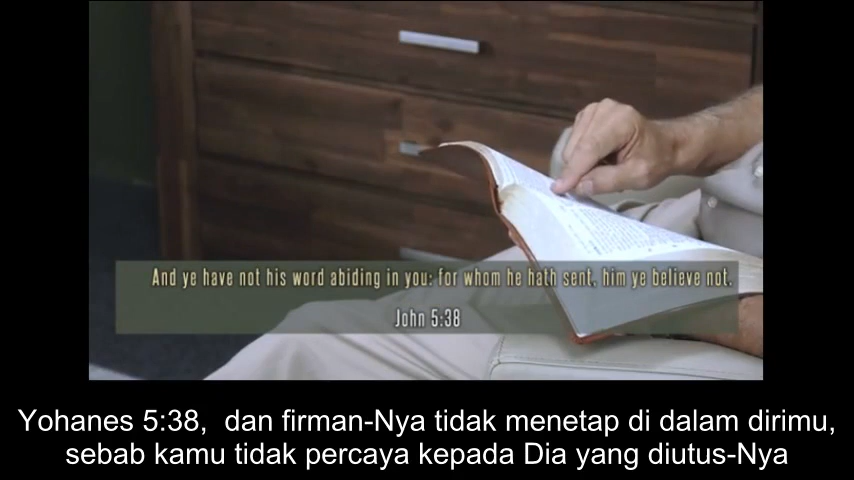 And ye have not his word abiding in you: for whom he hath sent, him ye believe not.
John 5:38
Yohanes 5:38,  dan firman-Nya tidak menetap di dalam dirimu,
sebab kamu tidak percaya kepada Dia yang diutus-Nya